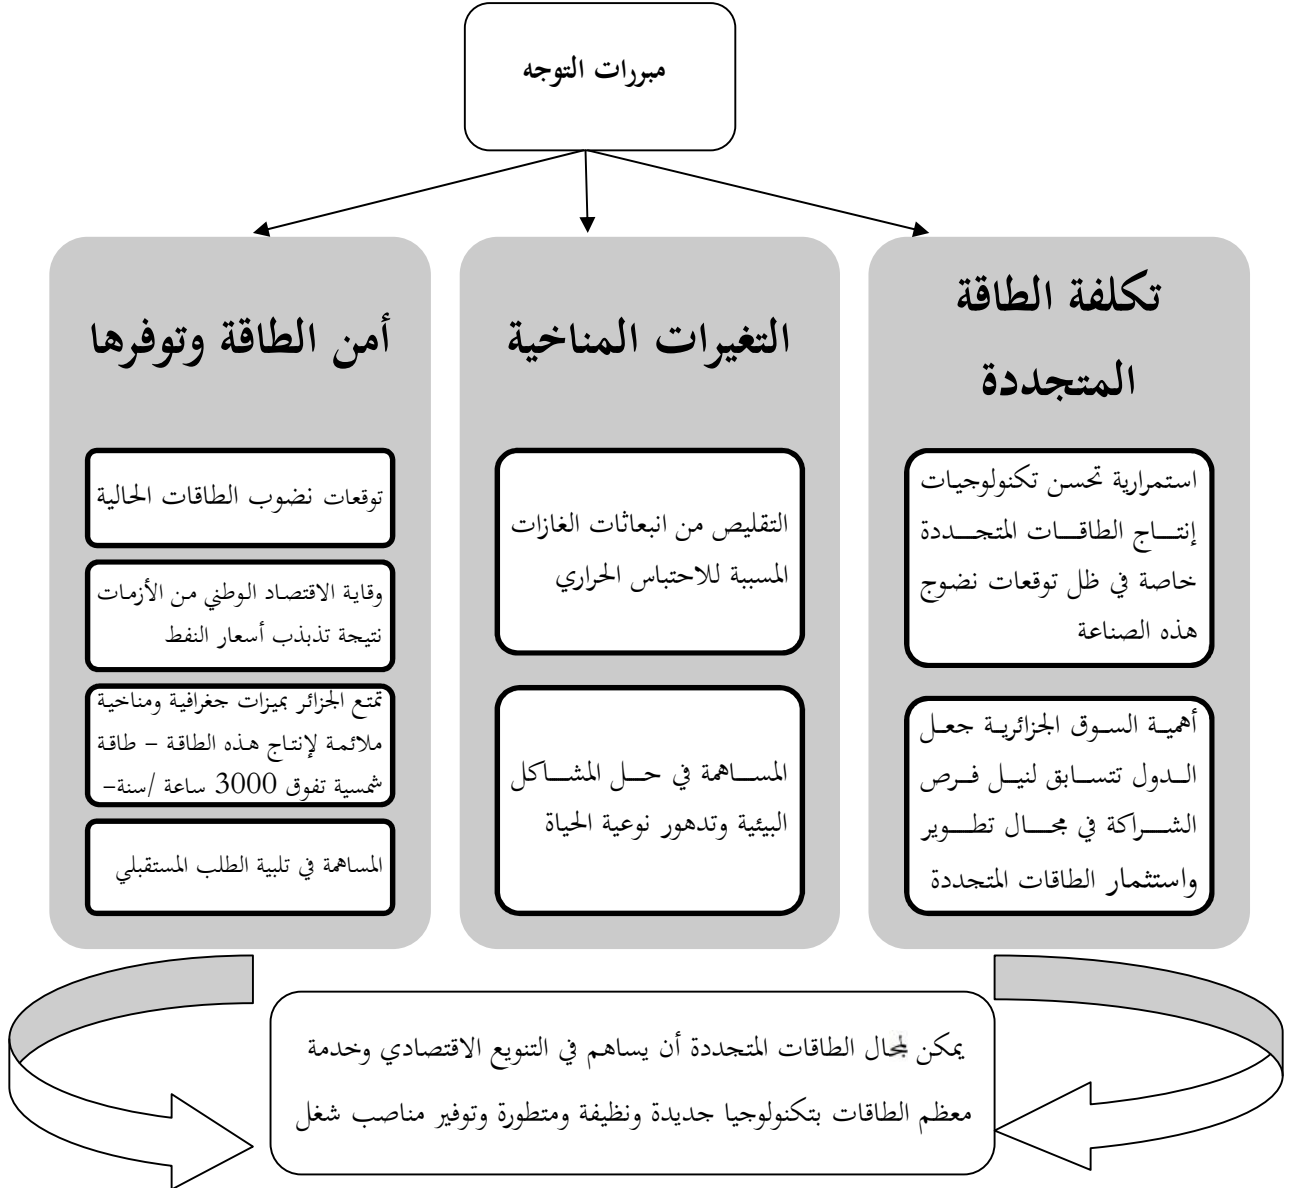 مبررات التوجه
تكلفة الطاقة
المتجددة
استمرارية تحسن تكنولوجيات
إنتاج الطاقات المتجددة
خاصة في ظل توقعات نضوج
هذه الصناعة
أهمية السوق الجزائرية جعل
الدول تتسابق لنيل فرص
الشراكة في مجال تطوير
واستثمار الطاقات المتجددة
التغيرات المناخية
التقليص من انبعاثات الغازات
المسببة للاحتباس الحراري
المساهمة في حل المشاكل
البيئية وتدهور نوعية الحياة
أمن الطاقة وتوفرها
توقعات نضوب الطاقات الحالية
وقاية الاقتصاد الوطني من الأزمات
نتيجة تذبذب أسعار النفط
تمتع الجزائر بميزات جغرافية ومناخية
ملائمة لإنتاج هذه الطاقة – طاقة
شمسية تفوق 3000 ساعة /سنة–
المساهمة في تلبية الطلب المستقبلي
يمكن لمجال الطاقات المتجددة أن يساهم في التنويع الاقتصادي وخدمة
معظم الطاقات بتكنولوجيا جديدة ونظيفة ومتطورة وتوفير مناصب شغل